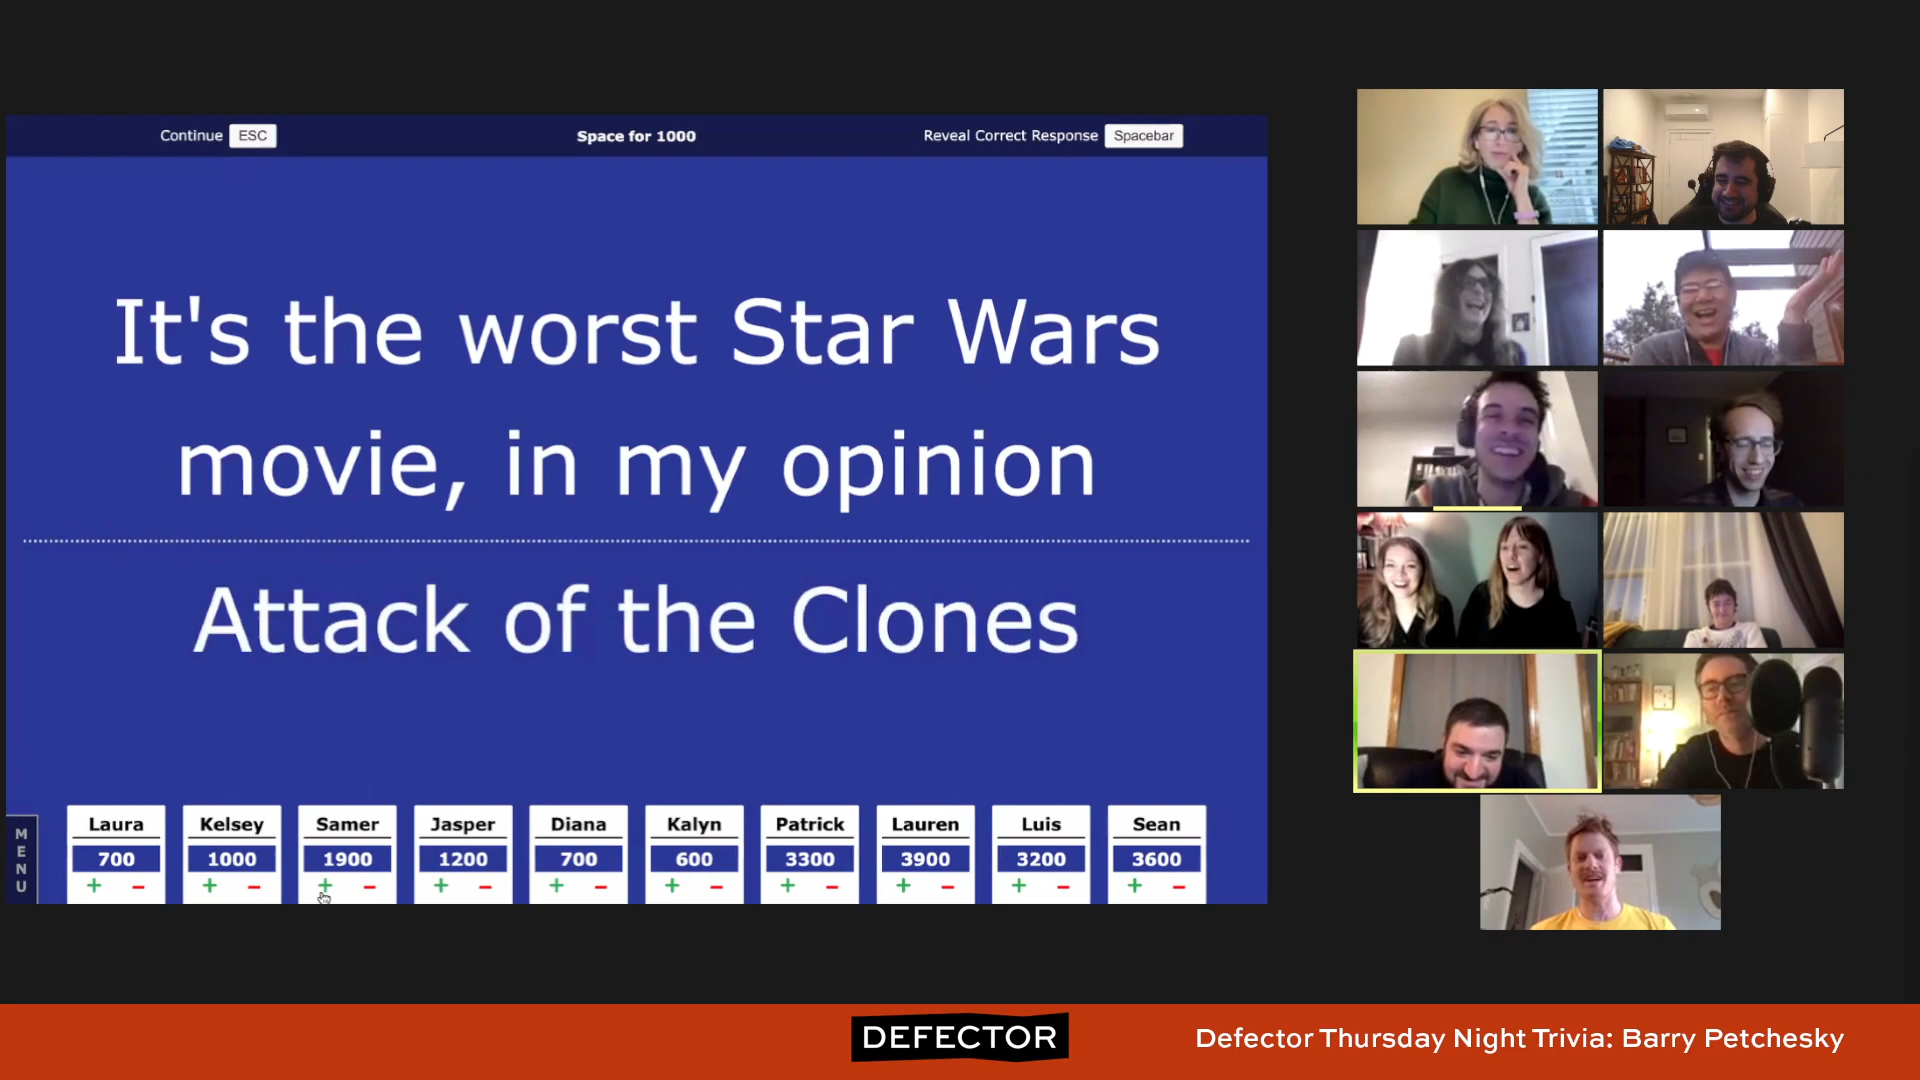 Continue ESC
Space for 1000
Reveal Correct Response Spacebar
It's the worst Star Wars
movie, in my opinion
Attack of the Clones
MENU
Laura Kelsey Samer Jasper Diana Kalyn Patrick Lauren Luis Sean
700 1000 1900 1200 700 600 3300 3900 3200 3600
+ − + − + − + − + − + − + − + − + − + −
DEFECTOR
Defector Thursday Night Trivia: Barry Petchesky